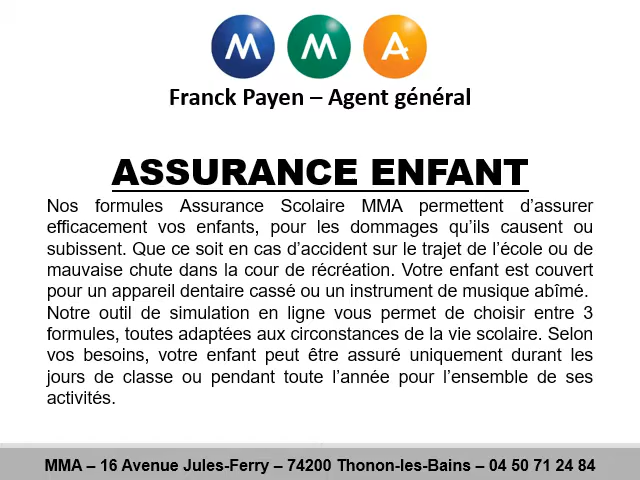 MMA
Franck Payen – Agent général
ASSURANCE ENFANT
Nos formules Assurance Scolaire MMA permettent d’assurer
efficacement vos enfants, pour les dommages qu’ils causent ou
subissent. Que ce soit en cas d’accident sur le trajet de l’école ou de
mauvaise chute dans la cour de récréation. Votre enfant est couvert
pour un appareil dentaire cassé ou un instrument de musique abîmé.
Notre outil de simulation en ligne vous permet de choisir entre 3
formules, toutes adaptées aux circonstances de la vie scolaire. Selon
vos besoins, votre enfant peut être assuré uniquement durant les
jours de classe ou pendant toute l’année pour l’ensemble de ses
activités.
MMA – 16 Avenue Jules-Ferry – 74200 Thonon-les-Bains – 04 50 71 24 84